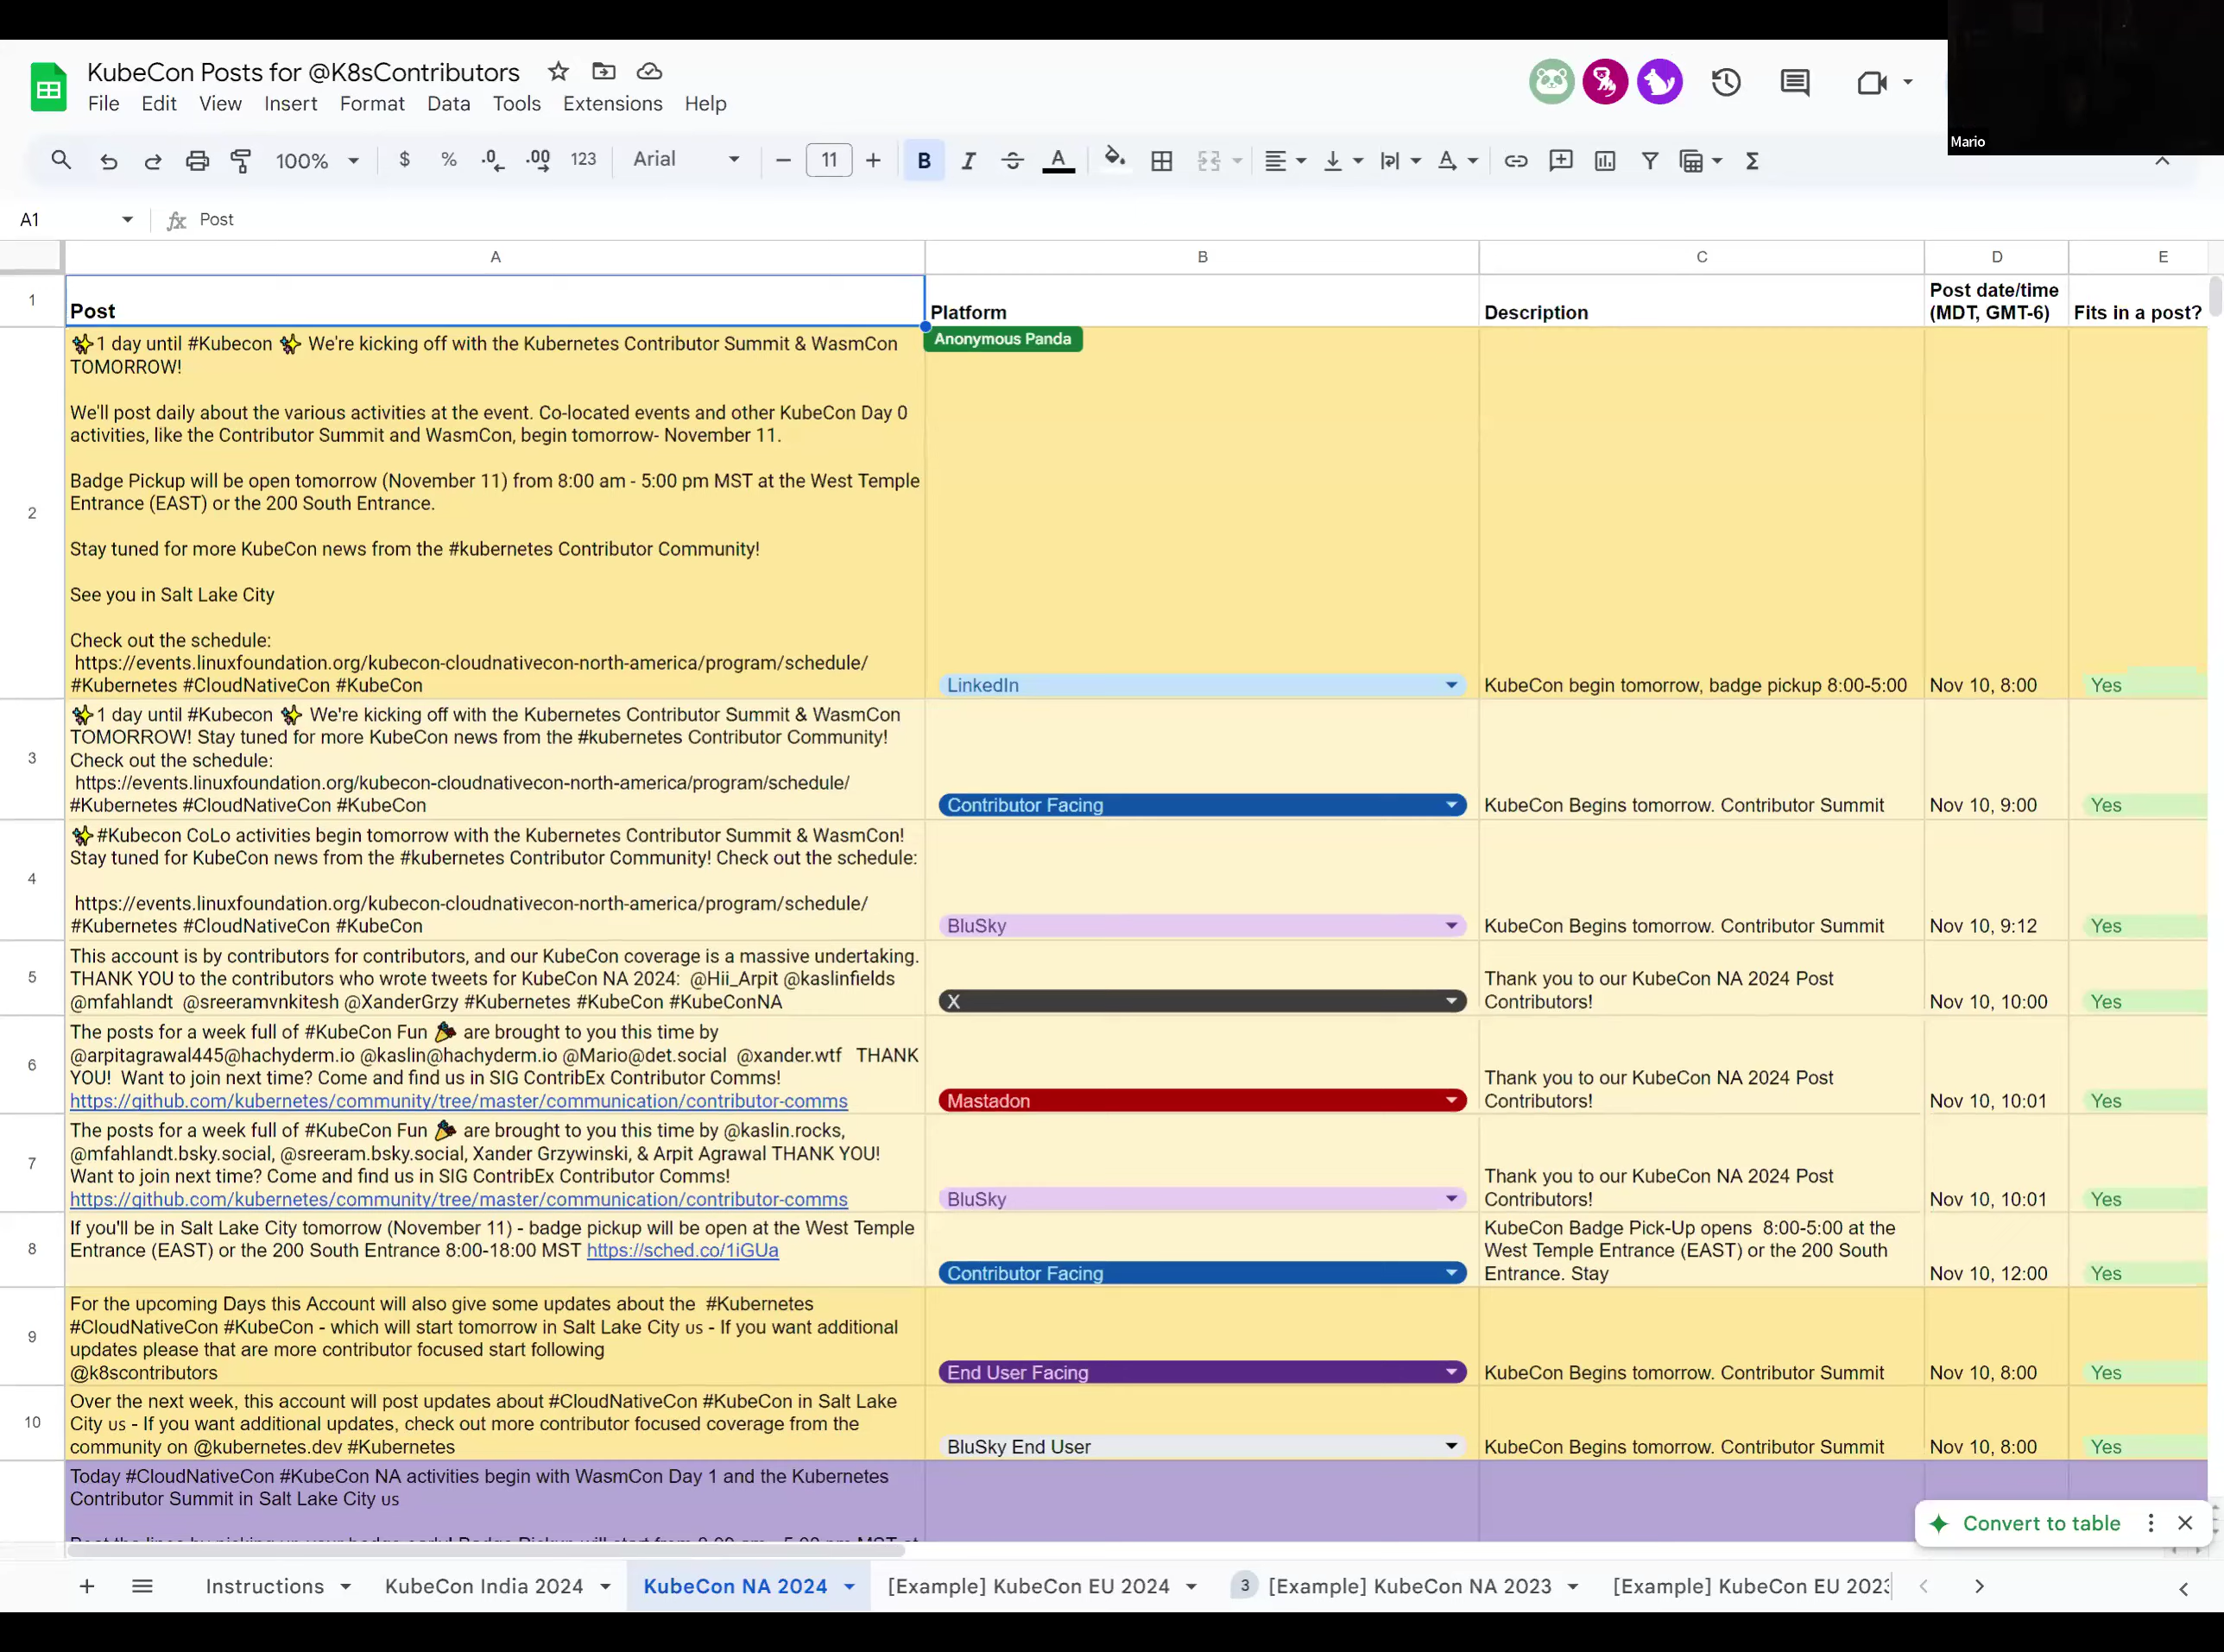 KubeCon Posts for @K8sContributors
File Edit View Insert Format Data Tools Extensions Help
Mario
100% $ % .0 .00 123 Arial 11 B I A Σ
A1 fx Post
A B C D E
1 Post Platform Description Post date/time (MDT, GMT-6) Fits in a post?
Anonymous Panda
✨1 day until #Kubecon ✨ We're kicking off with the Kubernetes Contributor Summit & WasmCon
TOMORROW!
We'll post daily about the various activities at the event. Co-located events and other KubeCon Day 0
activities, like the Contributor Summit and WasmCon, begin tomorrow- November 11.
Badge Pickup will be open tomorrow (November 11) from 8:00 am - 5:00 pm MST at the West Temple
Entrance (EAST) or the 200 South Entrance.
2
Stay tuned for more KubeCon news from the #kubernetes Contributor Community!
See you in Salt Lake City
Check out the schedule:
https://events.linuxfoundation.org/kubecon-cloudnativecon-north-america/program/schedule/
#Kubernetes #CloudNativeCon #KubeCon LinkedIn KubeCon begin tomorrow, badge pickup 8:00-5:00 Nov 10, 8:00 Yes
✨1 day until #Kubecon ✨ We're kicking off with the Kubernetes Contributor Summit & WasmCon
TOMORROW! Stay tuned for more KubeCon news from the #kubernetes Contributor Community!
3 Check out the schedule:
https://events.linuxfoundation.org/kubecon-cloudnativecon-north-america/program/schedule/
#Kubernetes #CloudNativeCon #KubeCon Contributor Facing KubeCon Begins tomorrow. Contributor Summit Nov 10, 9:00 Yes
✨#Kubecon CoLo activities begin tomorrow with the Kubernetes Contributor Summit & WasmCon!
Stay tuned for KubeCon news from the #kubernetes Contributor Community! Check out the schedule:
4
https://events.linuxfoundation.org/kubecon-cloudnativecon-north-america/program/schedule/
#Kubernetes #CloudNativeCon #KubeCon BluSky KubeCon Begins tomorrow. Contributor Summit Nov 10, 9:12 Yes
This account is by contributors for contributors, and our KubeCon coverage is a massive undertaking.
5 THANK YOU to the contributors who wrote tweets for KubeCon NA 2024: @Hii_Arpit @kaslinfields Thank you to our KubeCon NA 2024 Post
@mfahlandt @sreeramvnkitesh @XanderGrzy #Kubernetes #KubeCon #KubeConNA X Contributors! Nov 10, 10:00 Yes
The posts for a week full of #KubeCon Fun 🎉 are brought to you this time by
6 @arpitagrawal445@hachyderm.io @kaslin@hachyderm.io @Mario@det.social @xander.wtf THANK
YOU! Want to join next time? Come and find us in SIG ContribEx Contributor Comms! Thank you to our KubeCon NA 2024 Post
https://github.com/kubernetes/community/tree/master/communication/contributor-comms Mastadon Contributors! Nov 10, 10:01 Yes
The posts for a week full of #KubeCon Fun 🎉 are brought to you this time by @kaslin.rocks,
7 @mfahlandt.bsky.social, @sreeram.bsky.social, Xander Grzywinski, & Arpit Agrawal THANK YOU!
Want to join next time? Come and find us in SIG ContribEx Contributor Comms! Thank you to our KubeCon NA 2024 Post
https://github.com/kubernetes/community/tree/master/communication/contributor-comms BluSky Contributors! Nov 10, 10:01 Yes
If you'll be in Salt Lake City tomorrow (November 11) - badge pickup will be open at the West Temple KubeCon Badge Pick-Up opens 8:00-5:00 at the
8 Entrance (EAST) or the 200 South Entrance 8:00-18:00 MST https://sched.co/1iGUa West Temple Entrance (EAST) or the 200 South
Contributor Facing Entrance. Stay Nov 10, 12:00 Yes
For the upcoming Days this Account will also give some updates about the #Kubernetes
9 #CloudNativeCon #KubeCon - which will start tomorrow in Salt Lake City us - If you want additional
updates please that are more contributor focused start following
@k8scontributors End User Facing KubeCon Begins tomorrow. Contributor Summit Nov 10, 8:00 Yes
Over the next week, this account will post updates about #CloudNativeCon #KubeCon in Salt Lake
10 City us - If you want additional updates, check out more contributor focused coverage from the
community on @kubernetes.dev #Kubernetes BluSky End User KubeCon Begins tomorrow. Contributor Summit Nov 10, 8:00 Yes
Today #CloudNativeCon #KubeCon NA activities begin with WasmCon Day 1 and the Kubernetes
Contributor Summit in Salt Lake City us
Convert to table
Instructions KubeCon India 2024 KubeCon NA 2024 [Example] KubeCon EU 2024 3 [Example] KubeCon NA 2023 [Example] KubeCon EU 2023